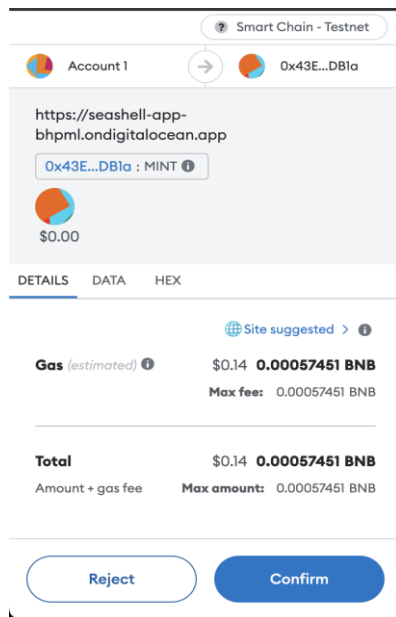 Smart Chain - Testnet
Account 1
0x43E...DB1a
https://seashell-app-
bhpml.ondigitalocean.app
0x43E...DB1a : MINT
$0.00
DETAILS DATA HEX
Site suggested >
Gas (estimated) $0.14 0.00057451 BNB
Max fee: 0.00057451 BNB
Total $0.14 0.00057451 BNB
Amount + gas fee Max amount: 0.00057451 BNB
Reject Confirm